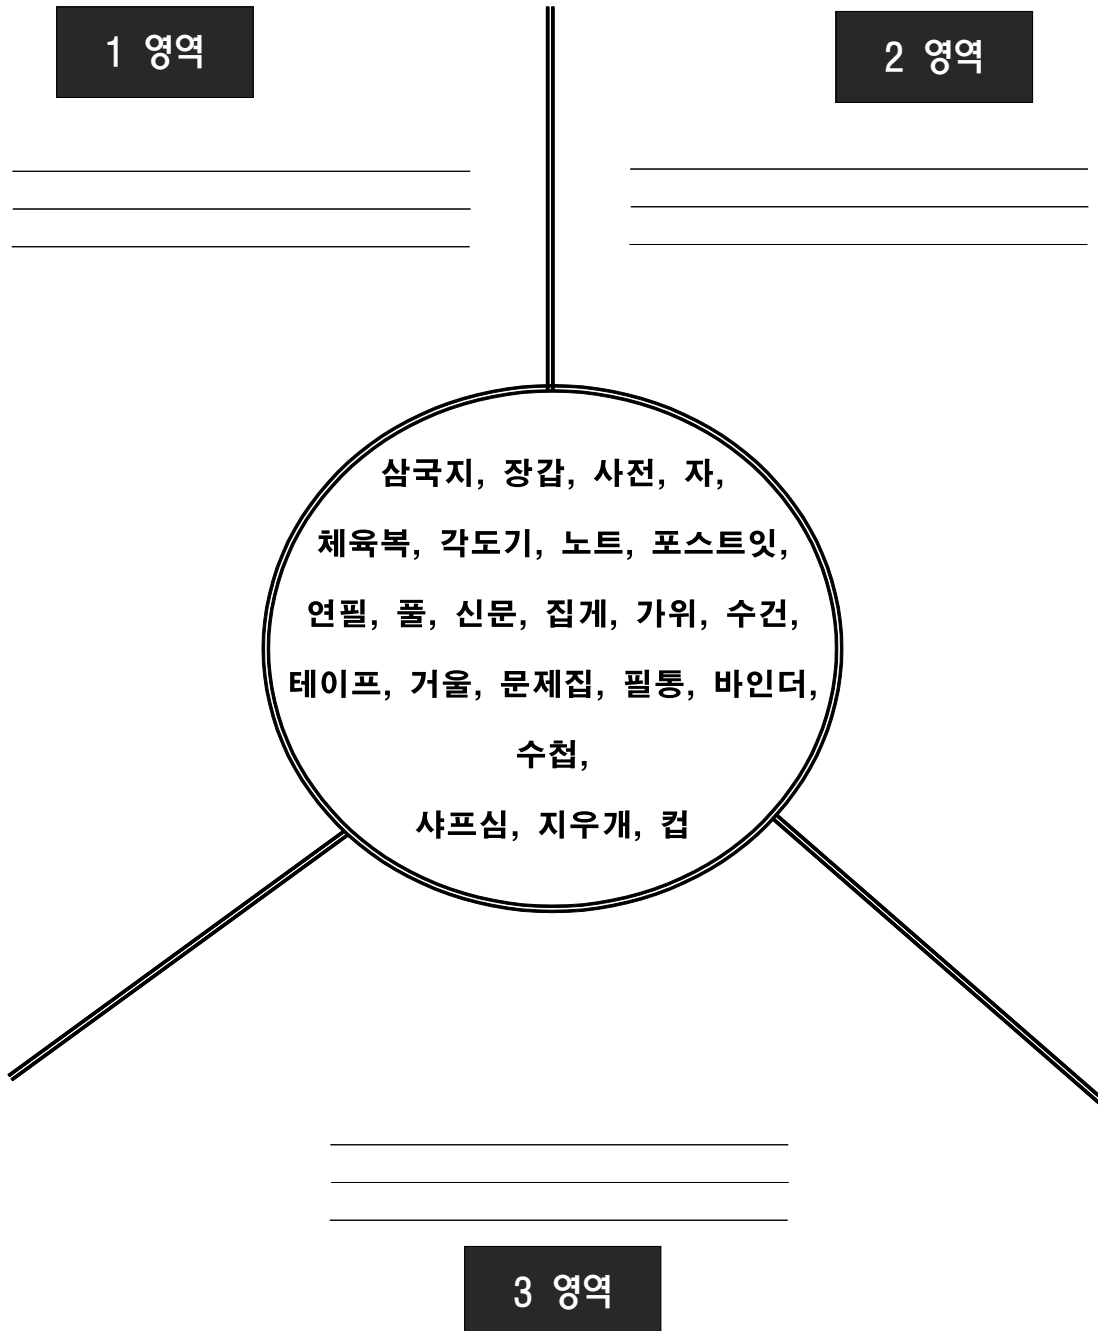 1 영역
2 영역
삼국지, 장갑, 사전, 자,
체육복, 각도기, 노트, 포스트잇,
연필, 풀, 신문, 집게, 가위, 수건,
테이프, 거울, 문제집, 필통, 바인더,
수첩,
샤프심, 지우개, 컵
3 영역